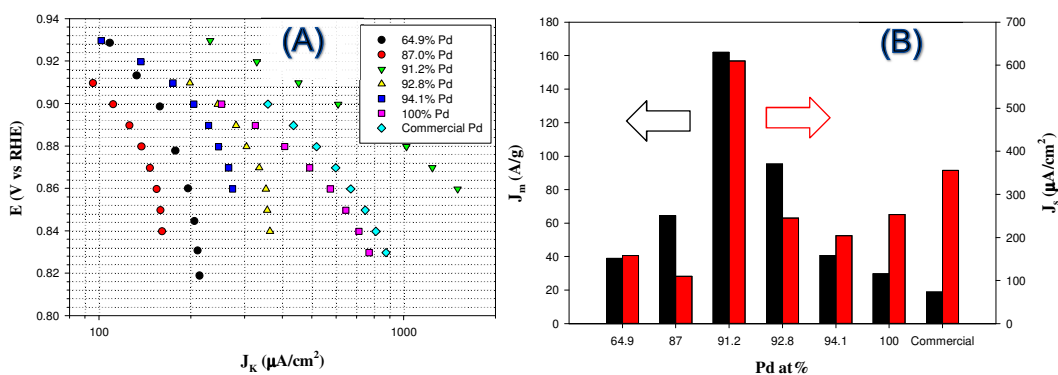 (A)
E (V vs RHE)
0.94
0.92
0.90
0.88
0.86
0.84
0.82
0.80
64.9% Pd
87.0% Pd
91.2% Pd
92.8% Pd
94.1% Pd
100% Pd
Commercial Pd
100
1000
J_K (μA/cm²)
(B)
J_m (A/g)
180
160
140
120
100
80
60
40
20
0
700
600
500
400
300
200
100
0
J_s (μA/cm²)
64.9 87 91.2 92.8 94.1 100 Commercial
Pd at%